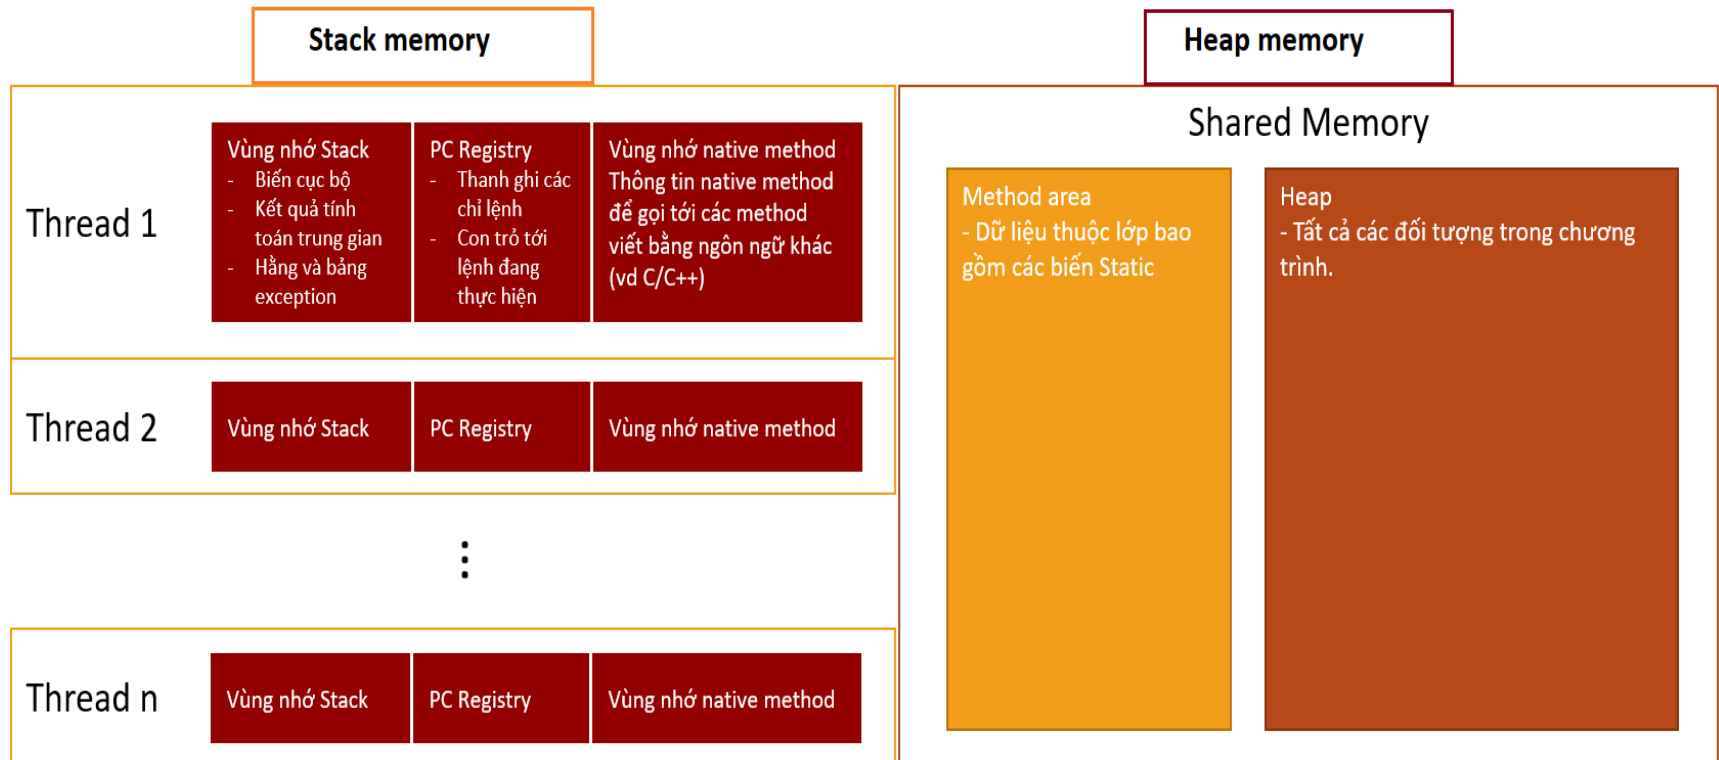 Stack memory
Heap memory
Thread 1
Vùng nhớ Stack
- Biến cục bộ
- Kết quả tính
toán trung gian
- Hằng và bảng
exception
PC Registry
- Thanh ghi các
chỉ lệnh
- Con trỏ tới
lệnh đang
thực hiện
Vùng nhớ native method
Thông tin native method
để gọi tới các method
viết bằng ngôn ngữ khác
(vd C/C++)
Thread 2
Vùng nhớ Stack
PC Registry
Vùng nhớ native method
Thread n
Vùng nhớ Stack
PC Registry
Vùng nhớ native method
Shared Memory
Method area
- Dữ liệu thuộc lớp bao
gồm các biến Static
Heap
- Tất cả các đối tượng trong chương
trình.